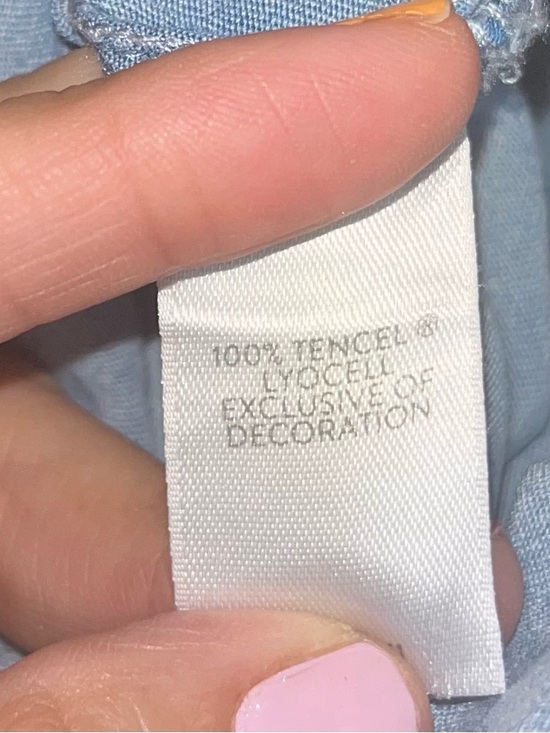 100% TENCEL ®
LYOCELL
EXCLUSIVE OF
DECORATION